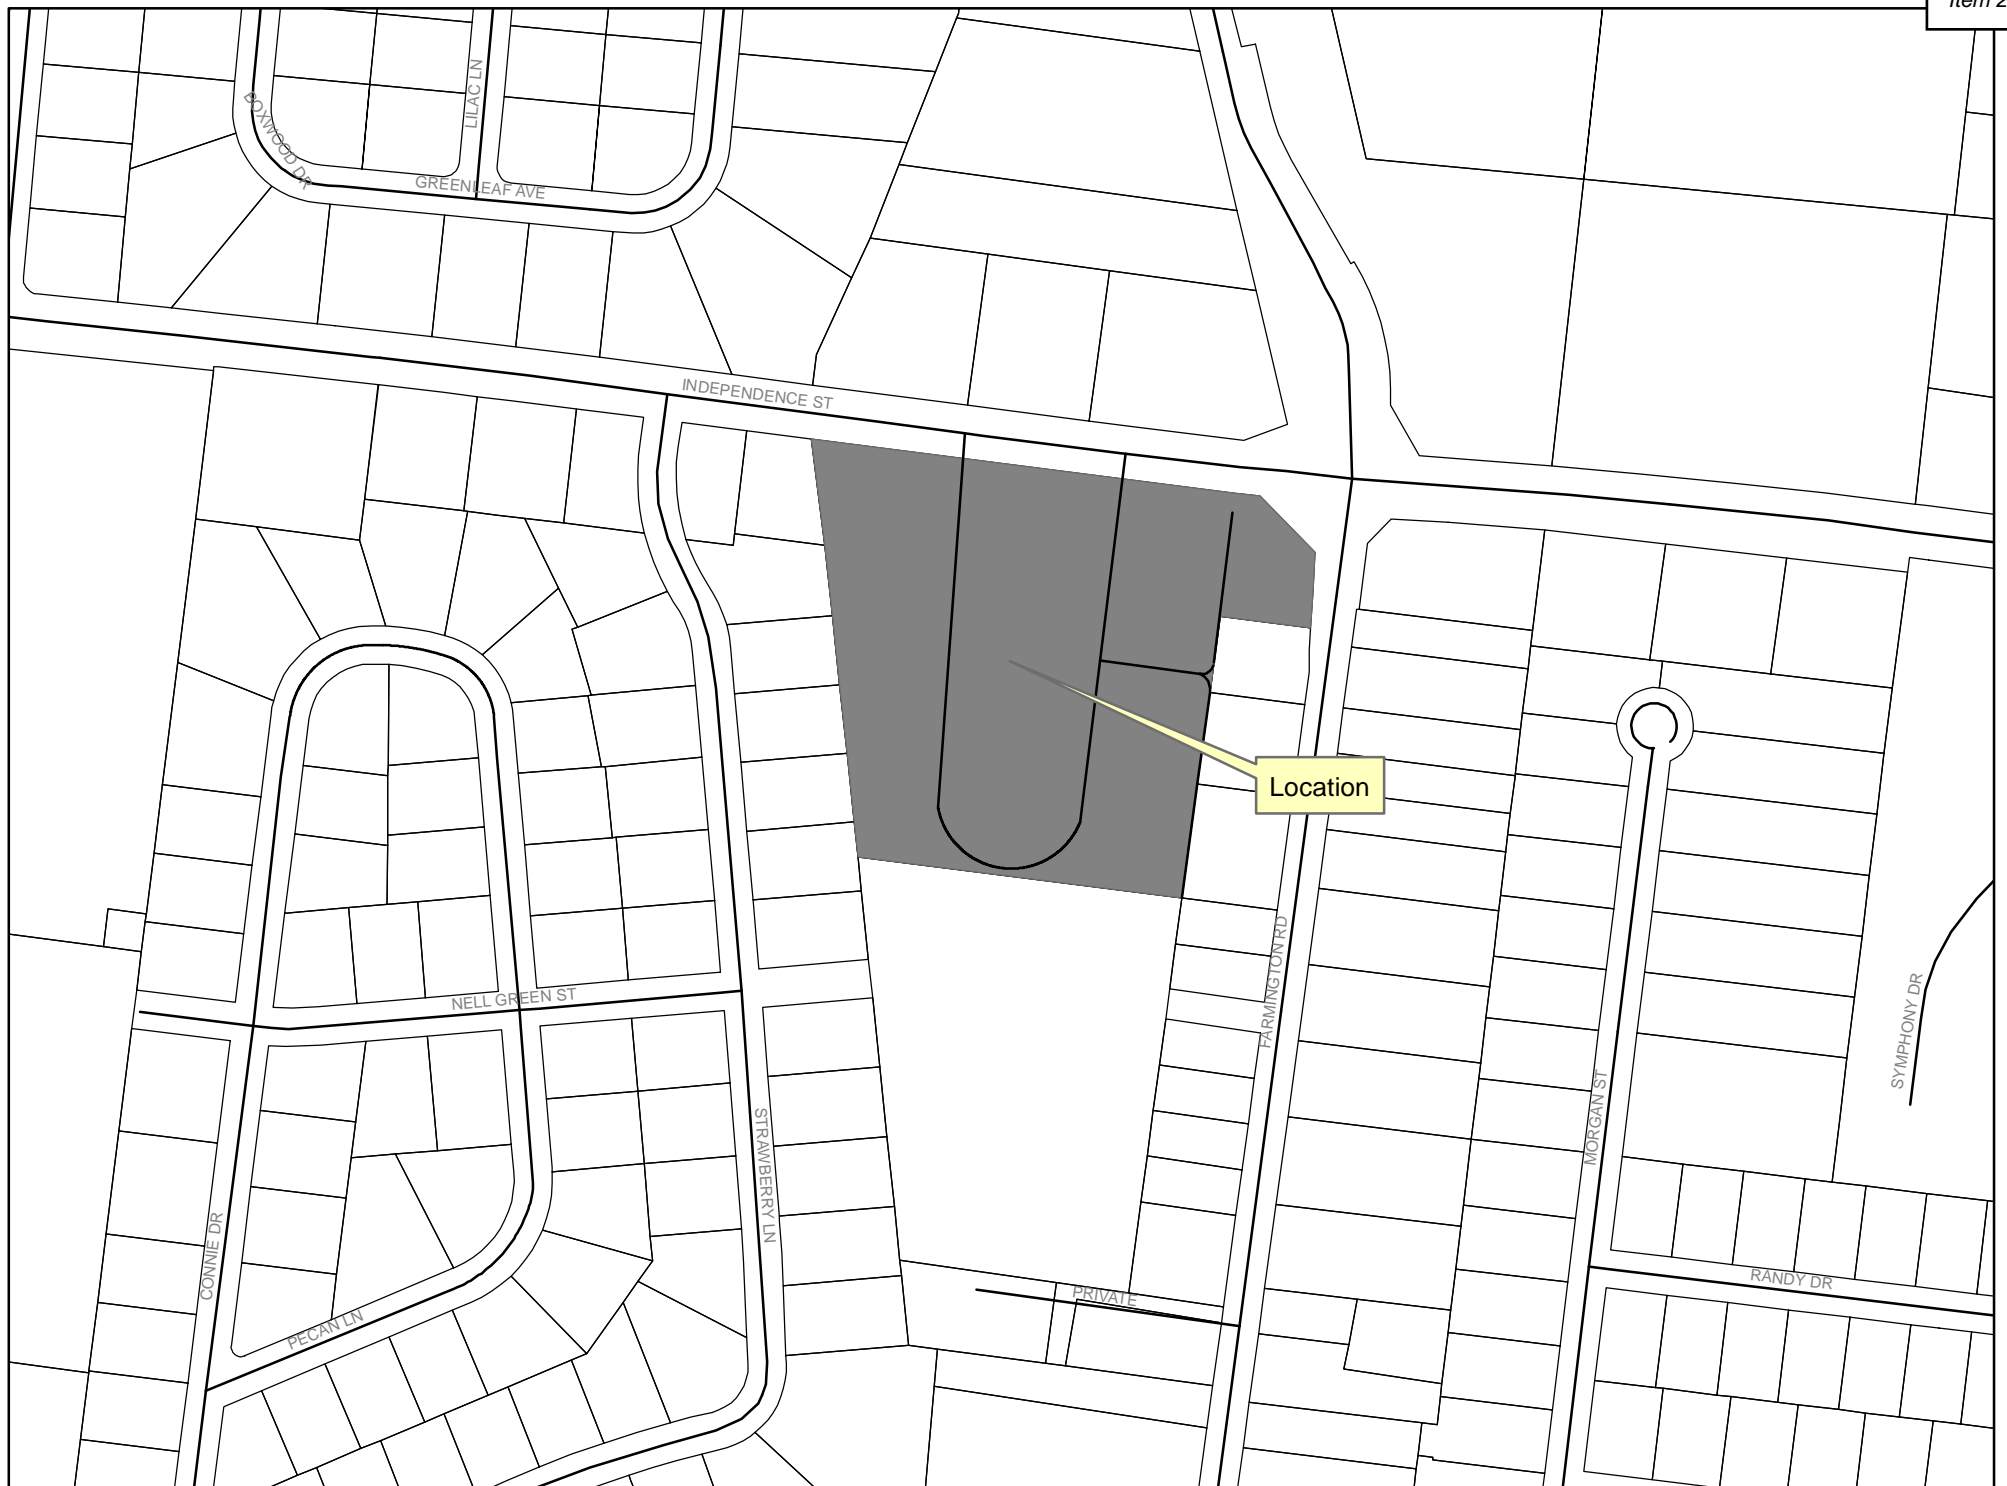 Item 2
LILAC LN
BOXWOOD DR
GREENLEAF AVE
INDEPENDENCE ST
Location
FARMINGTON RD
NELL GREEN ST
SYMPHONY DR
MORGAN ST
STRAWBERRY LN
CONNIE DR
RANDY DR
PRIVATE
PECAN LN